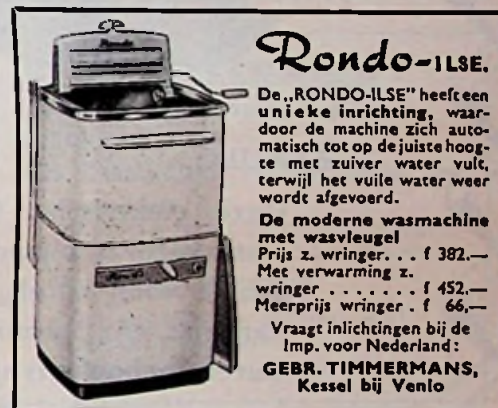 Rondo-ILSE.
De „RONDO-ILSE" heeft een
unieke inrichting, waar-
door de machine zich auto-
matisch tot op de juiste hoog-
te met zuiver water vult,
terwijl het vuile water weer
wordt afgevoerd.
De moderne wasmachine
met wasvleugel
Prijs z. wringer. . . f 382.—
Met verwarming z.
wringer . . . . . . . f 452,—
Meerprijs wringer . f 66,—
Vraagt inlichtingen bij de
Imp. voor Nederland:
GEBR. TIMMERMANS,
Kessel bij Venlo
Rondo
Rondo